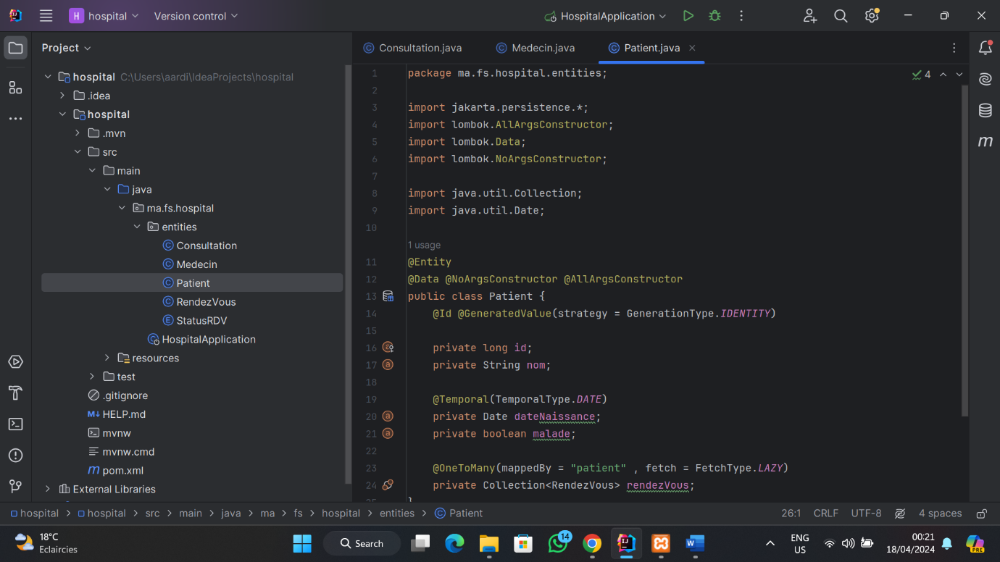 H hospital Version control HospitalApplication
Project
hospital C:\Users\aardi\IdeaProjects\hospital
.idea
hospital
.mvn
src
main
java
ma.fs.hospital
entities
C Consultation
C Medecin
C Patient
C RendezVous
E StatusRDV
HospitalApplication
resources
test
.gitignore
M↓ HELP.md
mvnw
mvnw.cmd
m pom.xml
External Libraries
C Consultation.java C Medecin.java C Patient.java
4
m
1 package ma.fs.hospital.entities;
2
3 import jakarta.persistence.*;
4 import lombok.AllArgsConstructor;
5 import lombok.Data;
6 import lombok.NoArgsConstructor;
7
8 import java.util.Collection;
9 import java.util.Date;
10
1 usage
11 @Entity
12 @Data @NoArgsConstructor @AllArgsConstructor
13 public class Patient {
14 @Id @GeneratedValue(strategy = GenerationType.IDENTITY)
15
16 private long id;
17 private String nom;
18
19 @Temporal(TemporalType.DATE)
20 private Date dateNaissance;
21 private boolean malade;
22
23 @OneToMany(mappedBy = "patient" , fetch = FetchType.LAZY)
24 private Collection<RendezVous> rendezVous;
25 }
hospital > hospital > src > main > java > ma > fs > hospital > entities > C Patient 26:1 CRLF UTF-8 4 spaces
18°C
Eclaircies
Search
14
ENG
US
00:21
18/04/2024
PRE